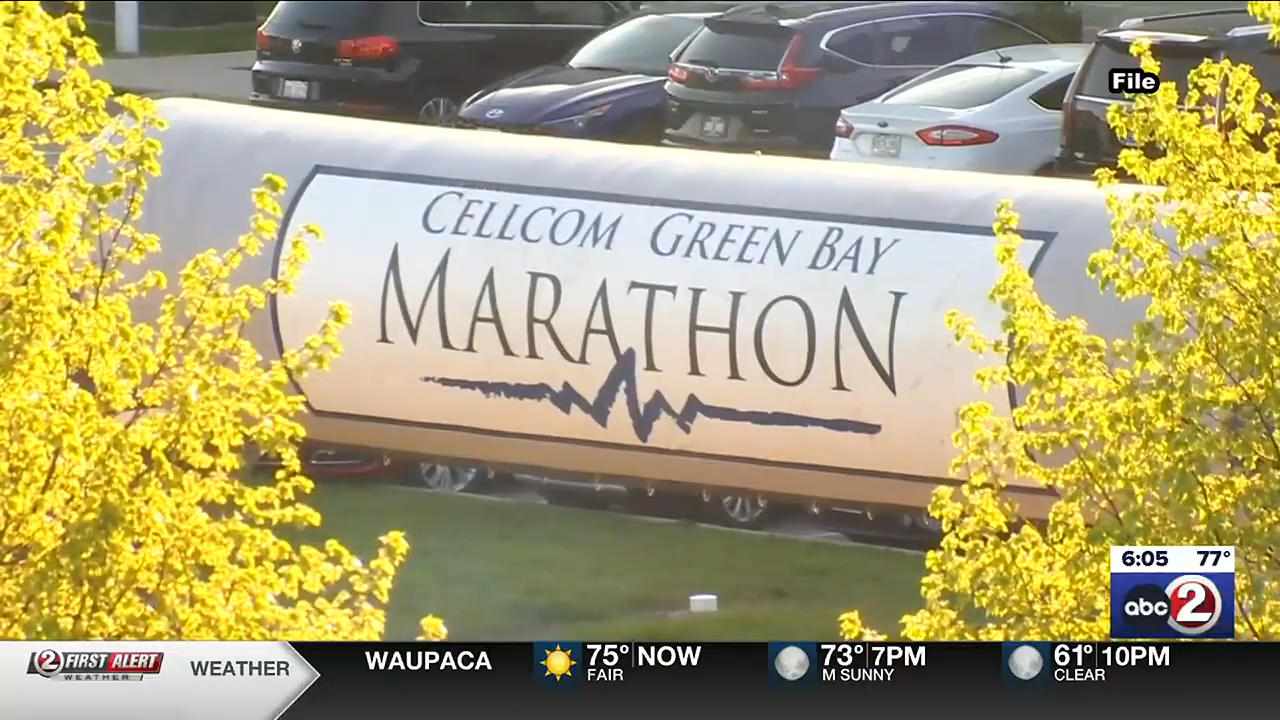 File
CELLCOM GREEN BAY
MARATHON
6:05 77°
abc 2
2 FIRST ALERT
WEATHER
WEATHER
WAUPACA
75° NOW
FAIR
73° 7PM
M SUNNY
61° 10PM
CLEAR